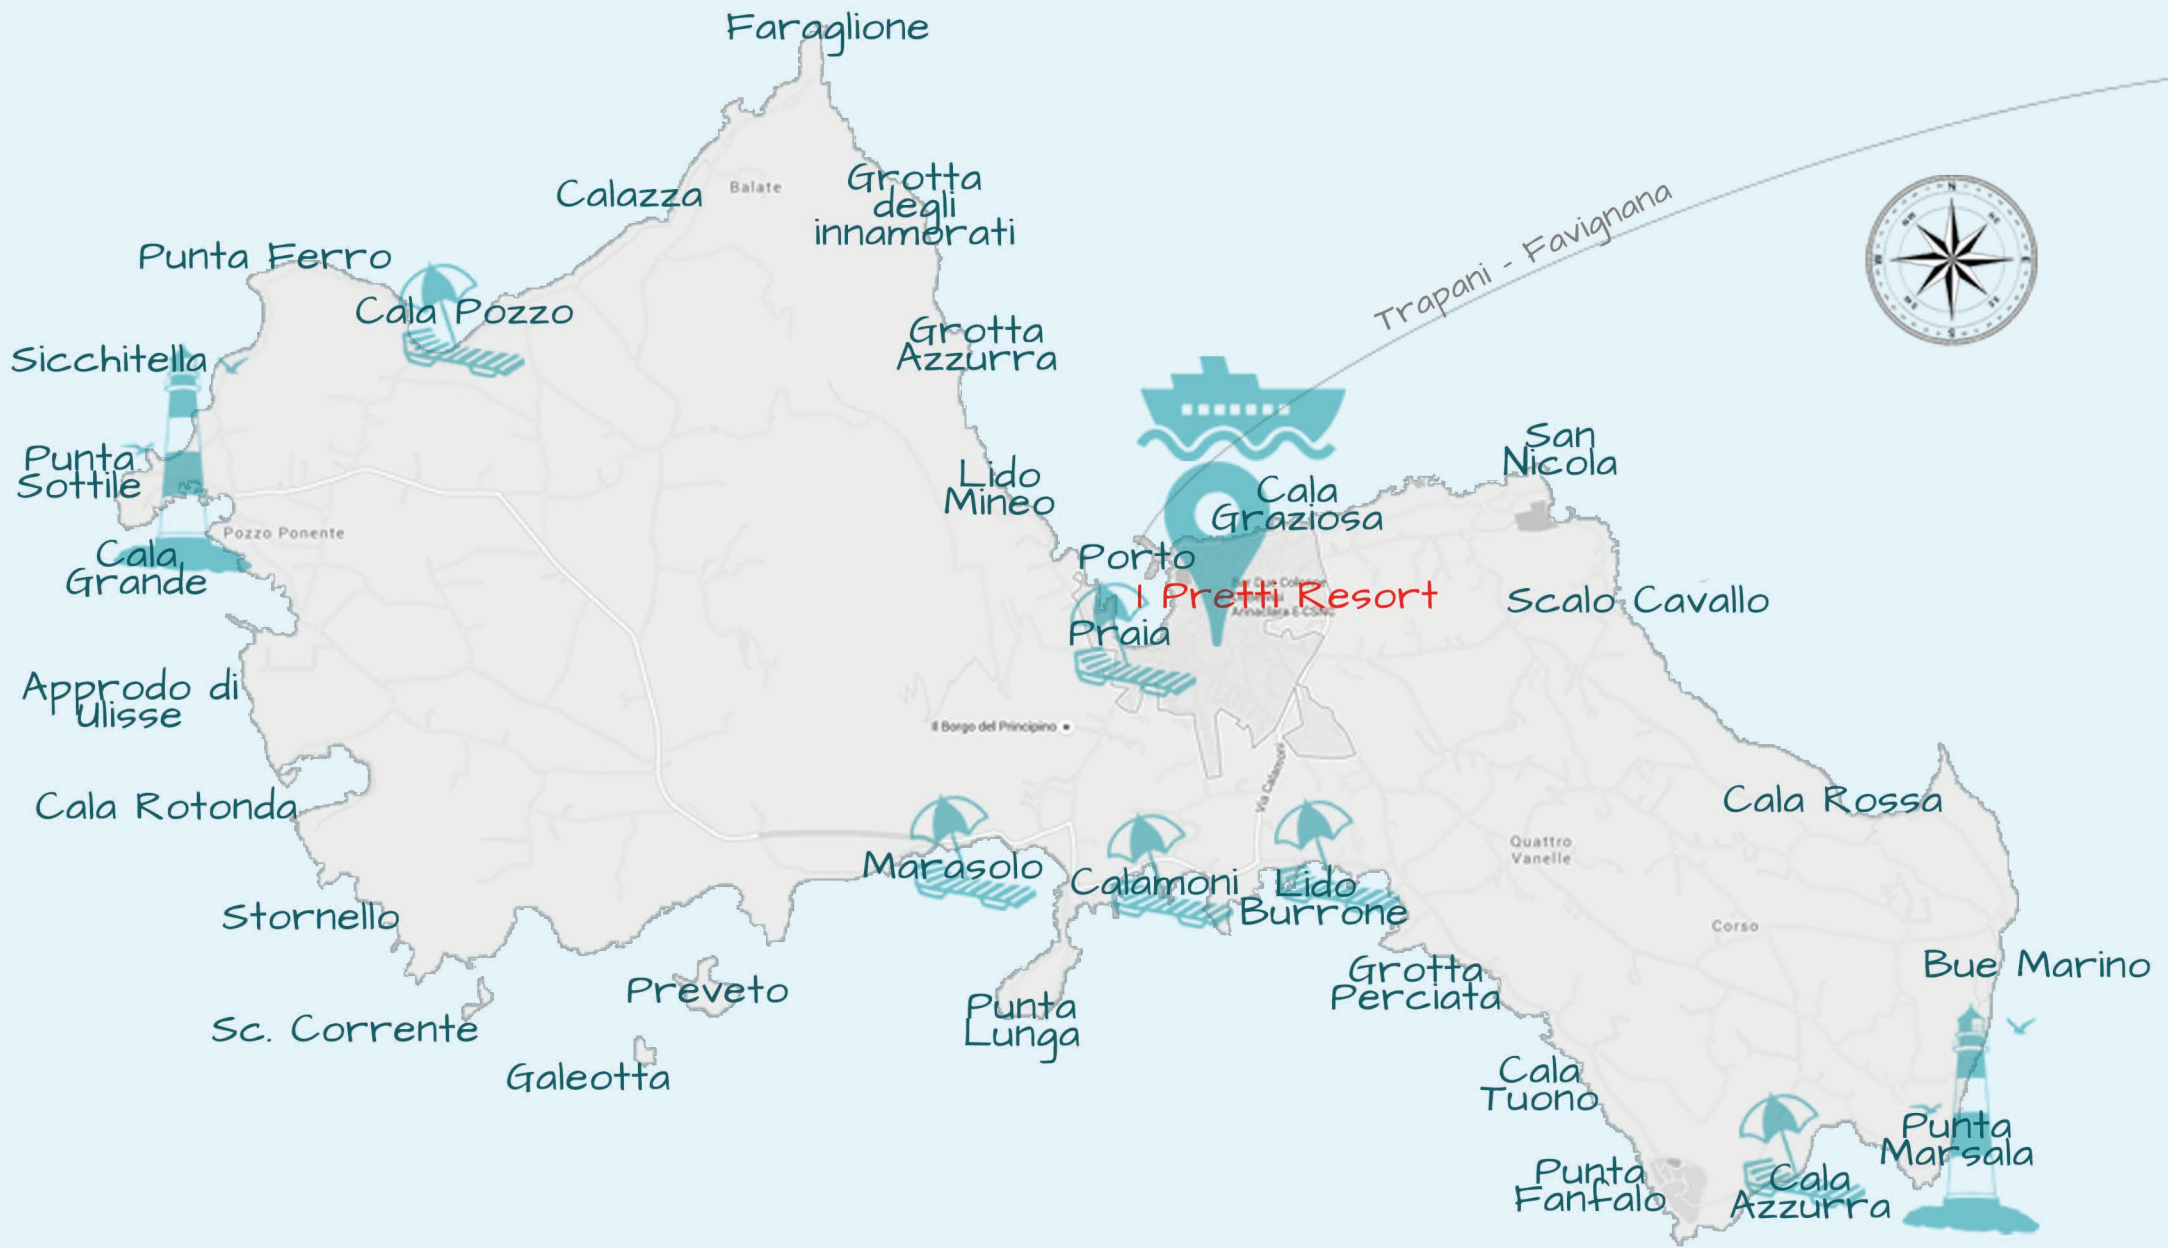 Faraglione
Calazza
Balate
Grotta
degli
innamorati
Punta Ferro
Cala Pozzo
Trapani - Favignana
N
E
S
W
Sicchitella
Grotta
Azzurra
Punta
Sottile
Lido
Mineo
Cala
Graziosa
San
Nicola
Pozzo Ponente
Cala
Grande
Porto
I Pretti Resort
Praia
Scalo Cavallo
Approdo di
Ulisse
Il Borgo del Principino
Via Calamoni
Cala Rotonda
Cala Rossa
Quattro
Vanelle
Marasolo
Calamoni
Lido
Burrone
Stornello
Corso
Bue Marino
Grotta
Perciata
Preveto
Punta
Lunga
Sc. Corrente
Galeotta
Cala
Tuono
Punta
Marsala
Punta
Fanfalo
Cala
Azzurra